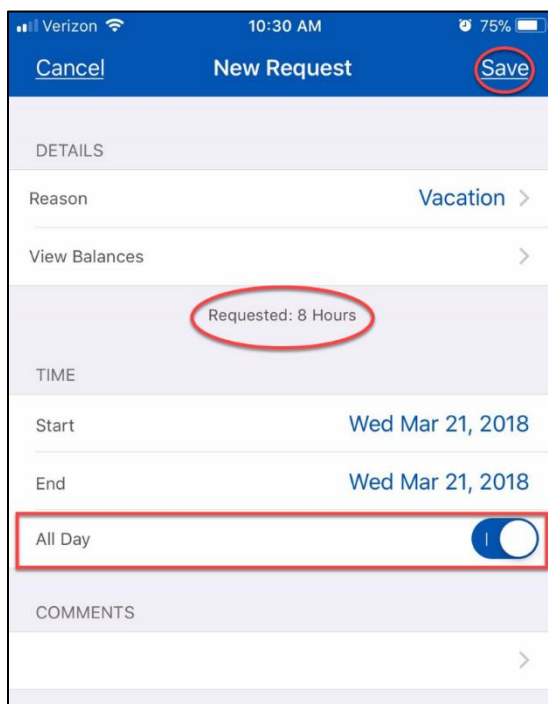 Verizon 10:30 AM 75%
Cancel New Request Save
DETAILS
Reason Vacation
View Balances
Requested: 8 Hours
TIME
Start Wed Mar 21, 2018
End Wed Mar 21, 2018
All Day
COMMENTS